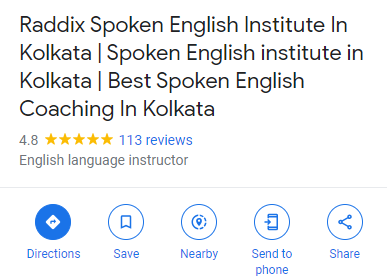 Raddix Spoken English Institute In
Kolkata | Spoken English institute in
Kolkata | Best Spoken English
Coaching In Kolkata
4.8 113 reviews
English language instructor
Directions Save Nearby Send to phone Share